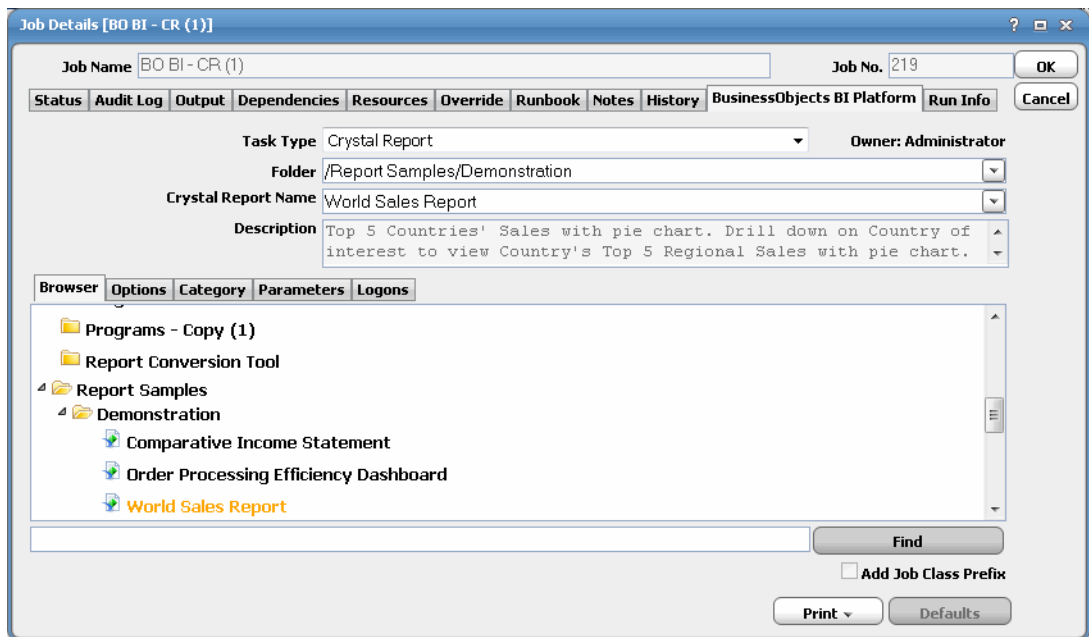 Job Details [BO BI - CR (1)]
?
Job Name BO BI - CR (1) Job No. 219 OK
Status Audit Log Output Dependencies Resources Override Runbook Notes History BusinessObjects BI Platform Run Info Cancel
Task Type Crystal Report Owner: Administrator
Folder /Report Samples/Demonstration
Crystal Report Name World Sales Report
Description Top 5 Countries' Sales with pie chart. Drill down on Country of
interest to view Country's Top 5 Regional Sales with pie chart.
Browser Options Category Parameters Logons
Programs - Copy (1)
Report Conversion Tool
Report Samples
Demonstration
Comparative Income Statement
Order Processing Efficiency Dashboard
World Sales Report
Find
Add Job Class Prefix
Print Defaults